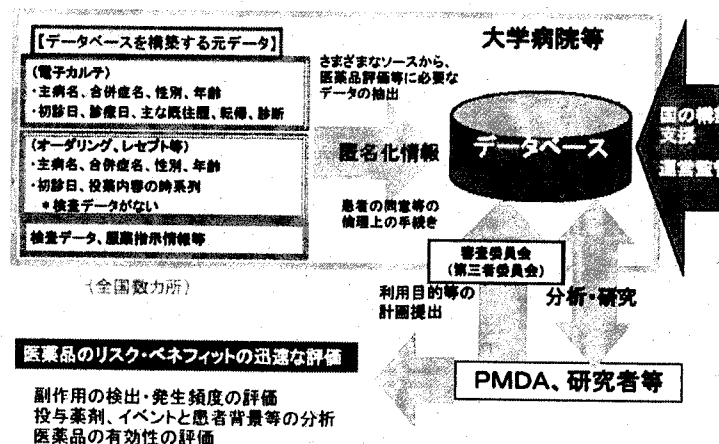 【データベースを構築する元データ】
(電子カルテ)
・主病名、合併症名、性別、年齢
・初診日、診療日、主な既往歴、転帰、診断
(オーダリング、レセプト等)
・主病名、合併症名、性別、年齢
・初診日、投薬内容の時系列
*検査データがない
検査データ、服薬指示情報等
(全国数カ所)
さまざまなソースから、
医薬品評価等に必要な
データの抽出
匿名化情報
患者の同意等の
倫理上の手続き
大学病院等
データベース
国の構築
支援
運営
審査委員会
(第三者委員会)
利用目的等の
計画提出
分析・研究
PMDA、研究者等
医薬品のリスク・ベネフィットの迅速な評価
副作用の検出・発生頻度の評価
投与薬剤、イベントと患者背景等の分析
医薬品の有効性の評価